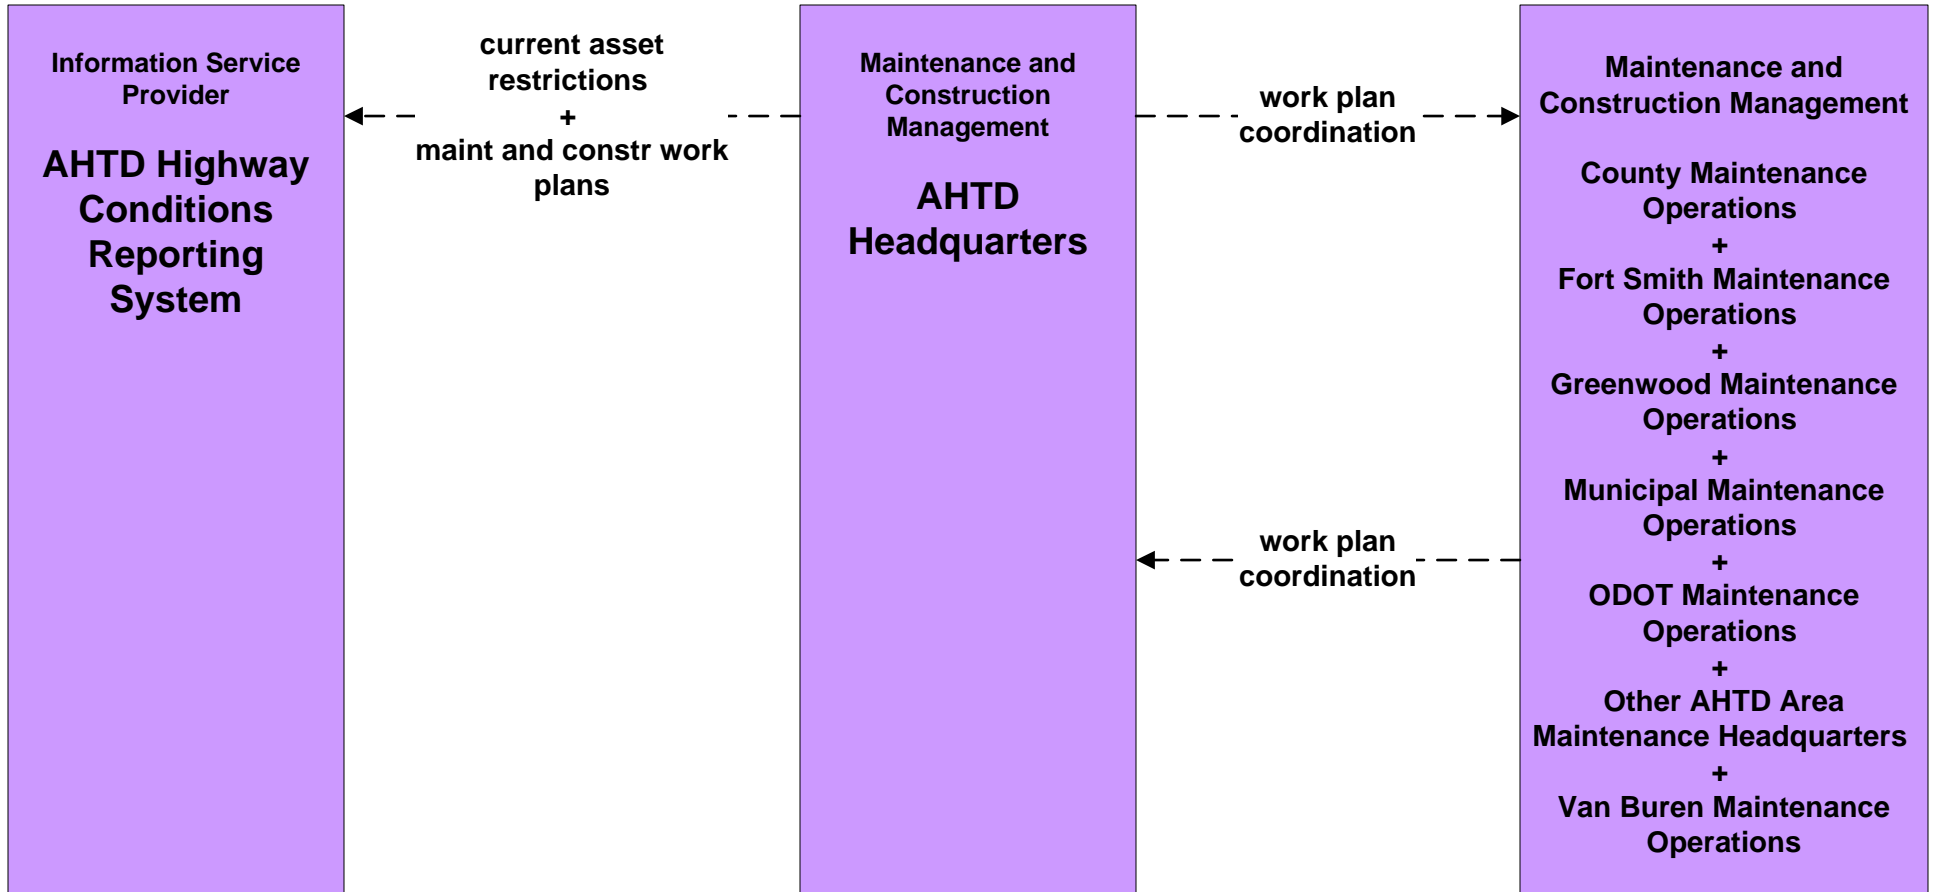 Information Service
Provider
AHTD Highway
Conditions
Reporting
System
current asset
restrictions
+
maint and constr work
plans
Maintenance and
Construction
Management
AHTD
Headquarters
work plan
coordination
work plan
coordination
Maintenance and
Construction Management
County Maintenance
Operations
+
Fort Smith Maintenance
Operations
+
Greenwood Maintenance
Operations
+
Municipal Maintenance
Operations
+
ODOT Maintenance
Operations
+
Other AHTD Area
Maintenance Headquarters
+
Van Buren Maintenance
Operations